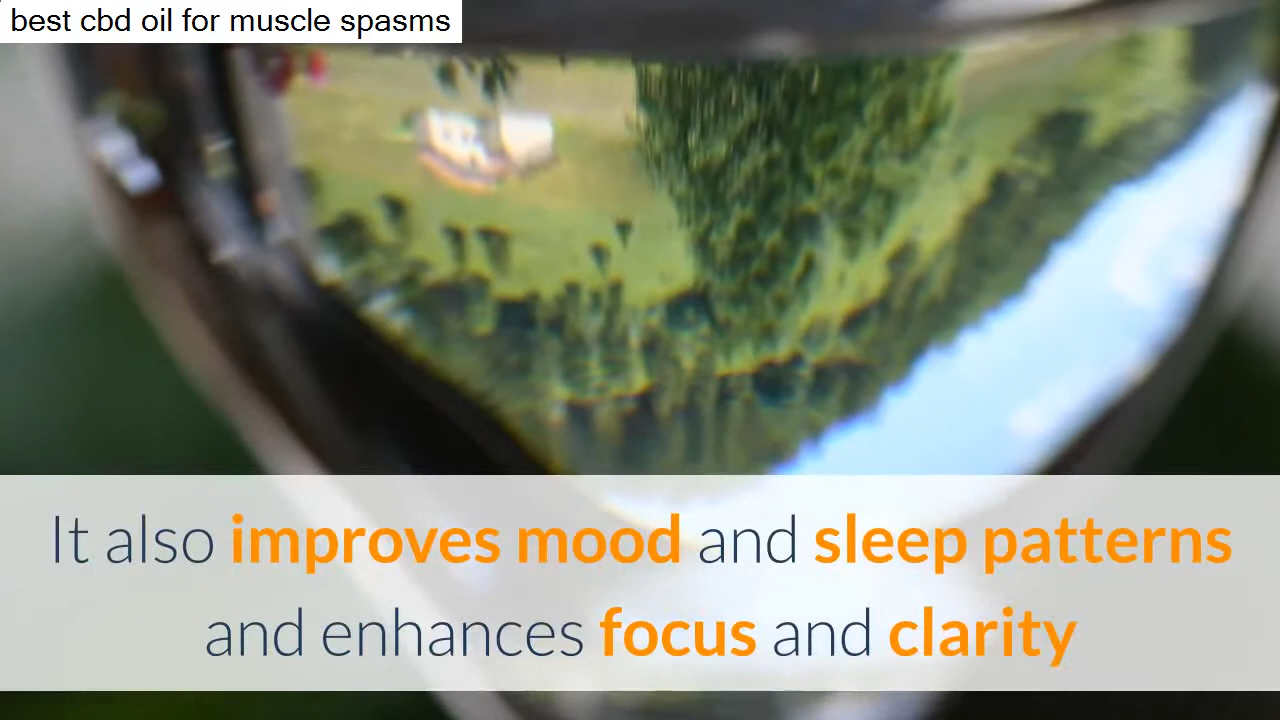 best cbd oil for muscle spasms
It also improves mood and sleep patterns
and enhances focus and clarity